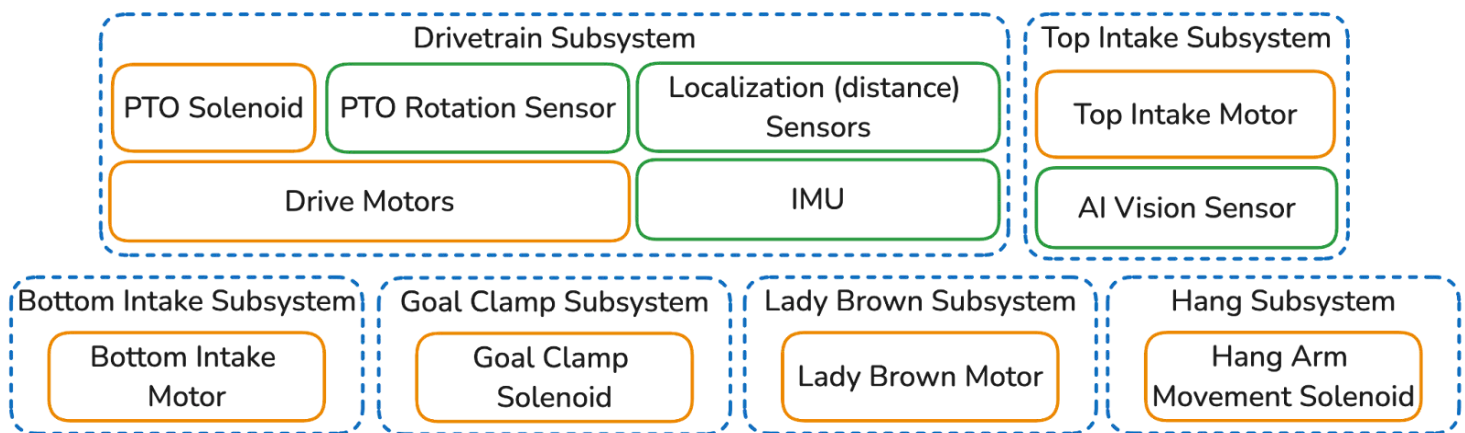 Drivetrain Subsystem
PTO Solenoid
PTO Rotation Sensor
Localization (distance)
Sensors
Drive Motors
IMU
Top Intake Subsystem
Top Intake Motor
AI Vision Sensor
Bottom Intake Subsystem
Bottom Intake
Motor
Goal Clamp Subsystem
Goal Clamp
Solenoid
Lady Brown Subsystem
Lady Brown Motor
Hang Subsystem
Hang Arm
Movement Solenoid